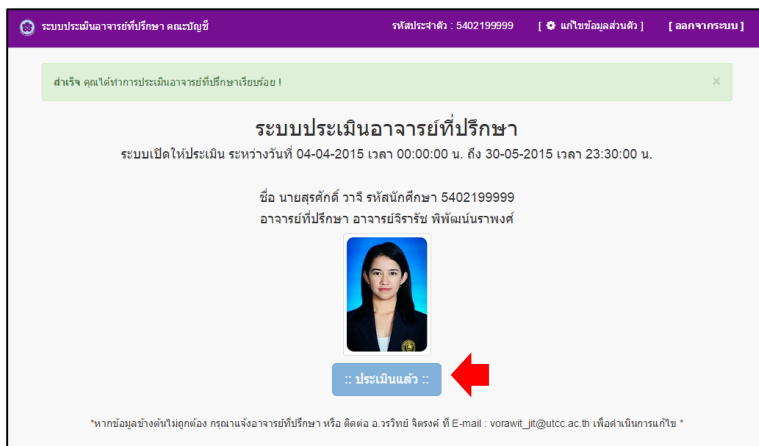 ระบบประเมินอาจารย์ที่ปรึกษา คณะบัญชี รหัสประจำตัว : 5402199999 [ แก้ไขข้อมูลส่วนตัว ] [ ออกจากระบบ ]
สำเร็จ คุณได้ทำการประเมินอาจารย์ที่ปรึกษาเรียบร้อย ! ×
ระบบประเมินอาจารย์ที่ปรึกษา
ระบบเปิดให้ประเมิน ระหว่างวันที่ 04-04-2015 เวลา 00:00:00 น. ถึง 30-05-2015 เวลา 23:30:00 น.
ชื่อ นายสุรศักดิ์ วาจี รหัสนักศึกษา 5402199999
อาจารย์ที่ปรึกษา อาจารย์จิรารัช พิพัฒน์นราพงศ์
:: ประเมินแล้ว ::
*หากข้อมูลข้างต้นไม่ถูกต้อง กรุณาแจ้งอาจารย์ที่ปรึกษา หรือ ติดต่อ อ.วรวิทย์ จิตรงค์ ที่ E-mail : vorawit_jit@utcc.ac.th เพื่อดำเนินการแก้ไข *